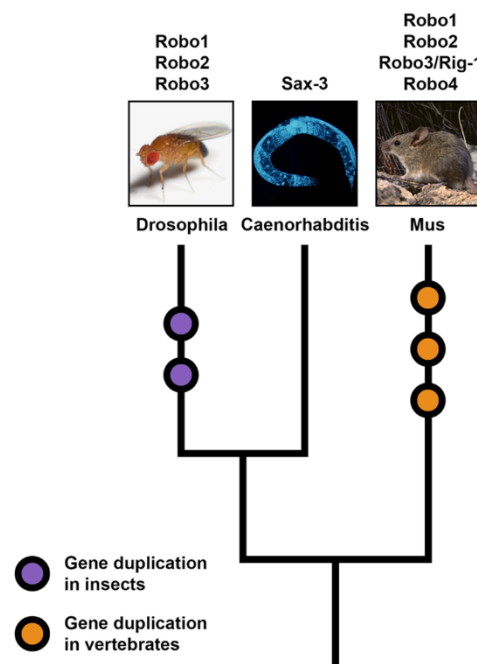 Robo1
Robo2
Robo3
Sax-3
Robo1
Robo2
Robo3/Rig-1
Robo4
Drosophila
Caenorhabditis
Mus
Gene duplication
in insects
Gene duplication
in vertebrates